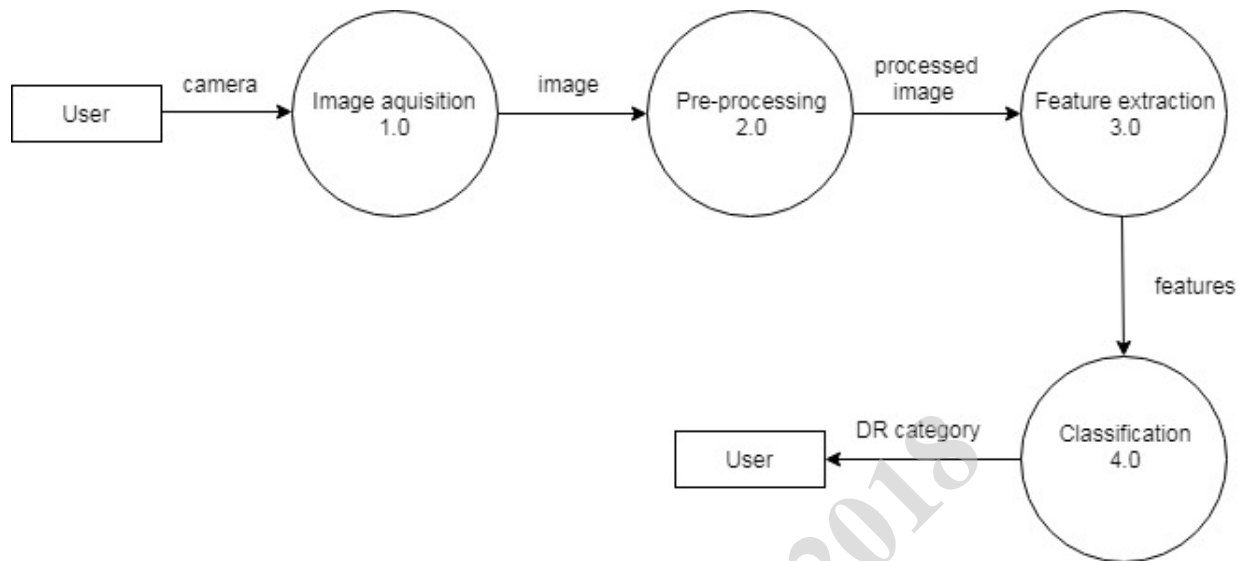 User
camera
Image aquisition
1.0
image
Pre-processing
2.0
processed
image
Feature extraction
3.0
features
Classification
4.0
DR category
User
2018